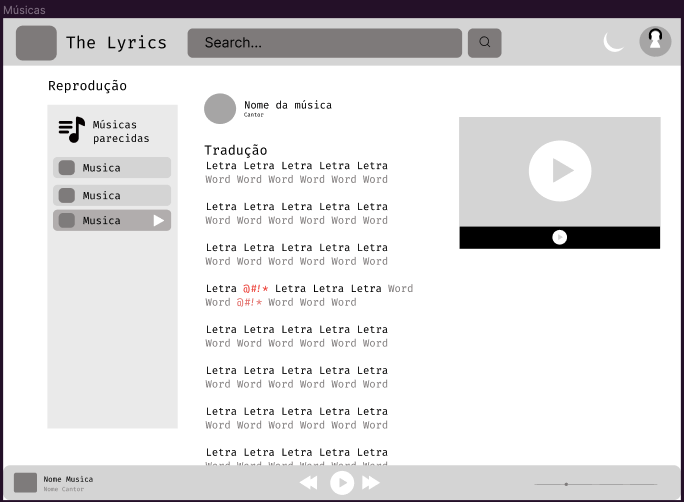 Músicas
The Lyrics
Search...
Reprodução
Músicas
parecidas
Musica
Musica
Musica
Nome da música
Cantor
Tradução
Letra Letra Letra Letra Letra
Word Word Word Word Word Word
Letra Letra Letra Letra Letra
Word Word Word Word Word Word
Letra Letra Letra Letra Letra
Word Word Word Word Word Word
Letra @#!* Letra Letra Letra Word
Word @#!* Word Word Word
Letra Letra Letra Letra Letra
Word Word Word Word Word Word
Letra Letra Letra Letra Letra
Word Word Word Word Word Word
Letra Letra Letra Letra Letra
Word Word Word Word Word Word
Letra Letra Letra Letra Letra
Word Word Word Word Word Word
Nome Musica
Nome Cantor